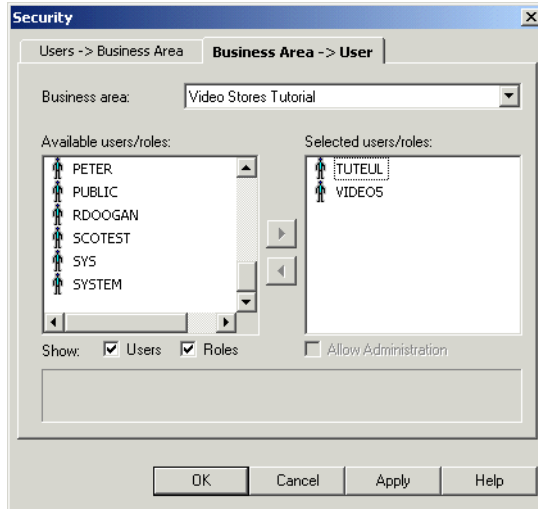 Security
Users -> Business Area
Business Area -> User
Business area:
Video Stores Tutorial
Available users/roles:
Selected users/roles:
PETER
PUBLIC
RDOOGAN
SCOTEST
SYS
SYSTEM
TUTEUL
VIDEO5
Show:
Users
Roles
Allow Administration
OK
Cancel
Apply
Help